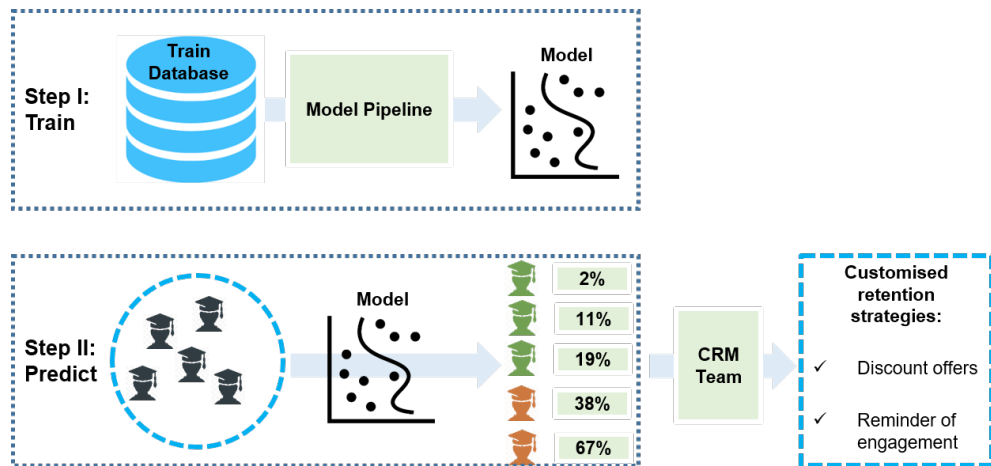 Train
Database
Step I:
Train
Model Pipeline
Model
Step II:
Predict
Model
2%
11%
19%
38%
67%
CRM
Team
Customised
retention
strategies:
✓ Discount offers
✓ Reminder of
engagement